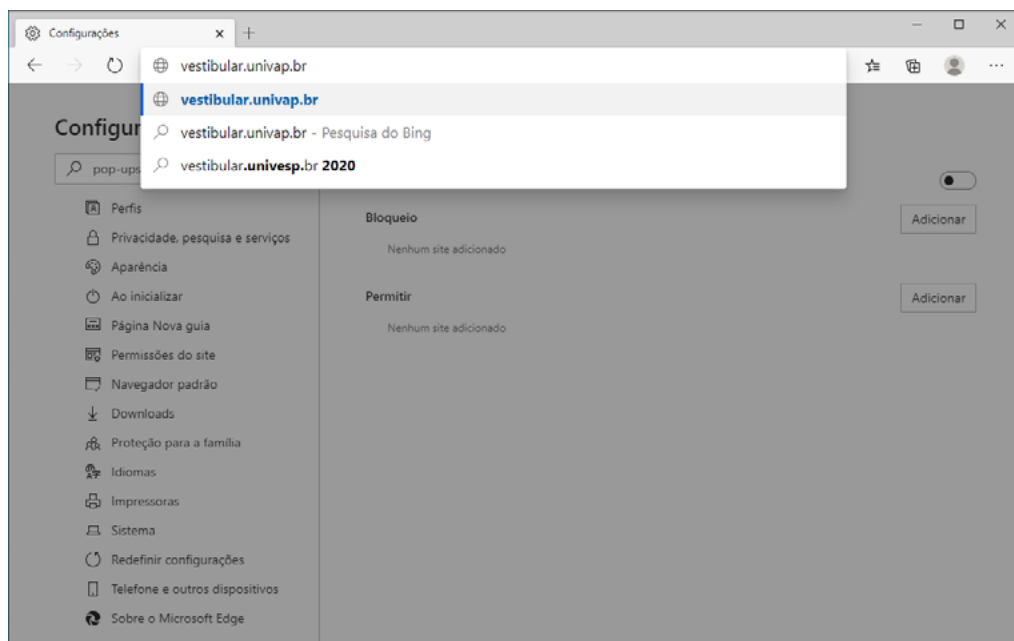 Configurações
vestibular.univap.br
vestibular.univap.br
vestibular.univap.br - Pesquisa do Bing
vestibular.univesp.br 2020
Configur
pop-ups
Perfis
Privacidade, pesquisa e serviços
Aparência
Ao inicializar
Página Nova guia
Permissões do site
Navegador padrão
Downloads
Proteção para a família
Idiomas
Impressoras
Sistema
Redefinir configurações
Telefone e outros dispositivos
Sobre o Microsoft Edge
Bloqueio
Adicionar
Nenhum site adicionado
Permitir
Adicionar
Nenhum site adicionado